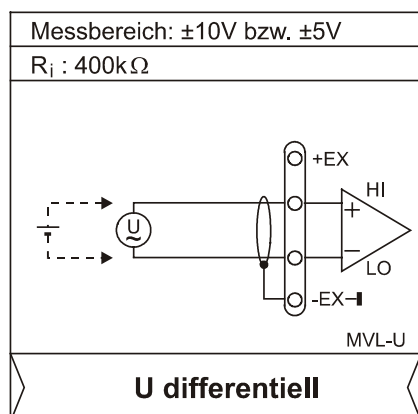 Messbereich: ±10V bzw. ±5V
Ri : 400kΩ
+EX
HI
U
+
−
LO
-EX
MVL-U
U differentiell